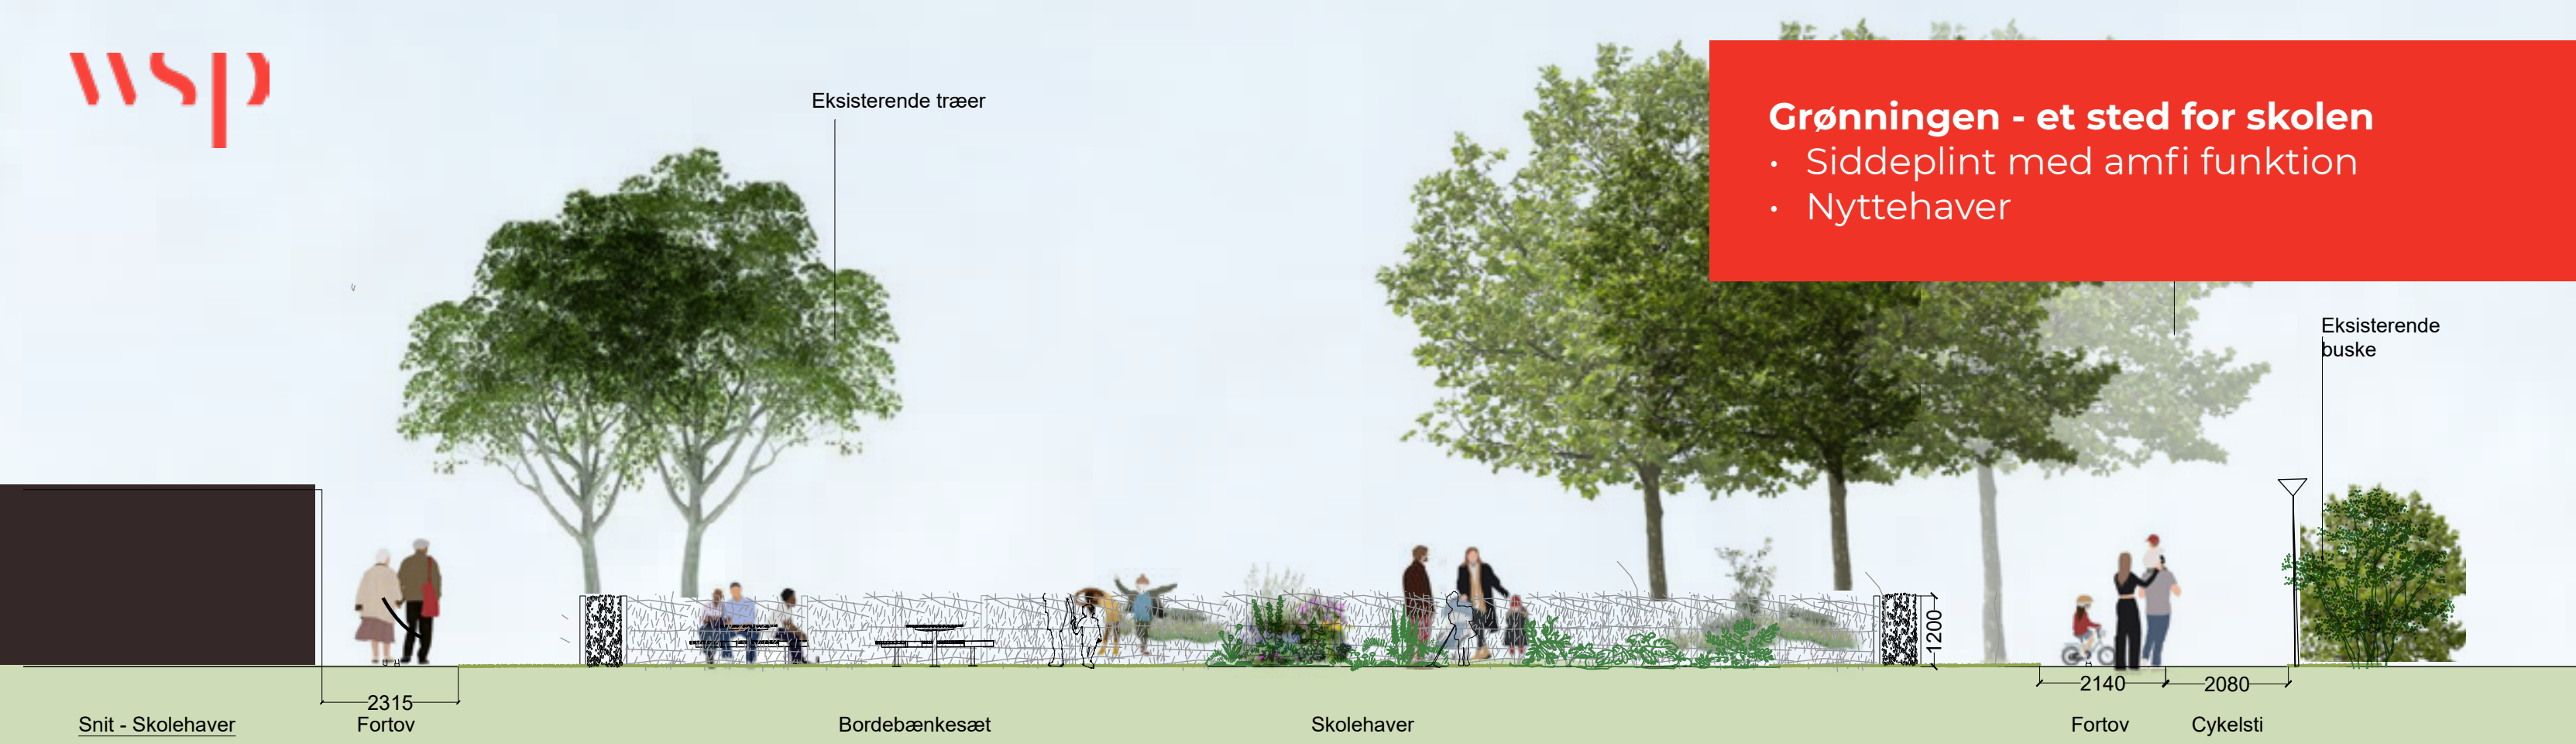 wsp
Eksisterende træer
Grønningen - et sted for skolen
• Siddeplint med amfi funktion
• Nyttehaver
Eksisterende
buske
1200
2315
2140
2080
Snit - Skolehaver
Fortov
Bordebænkesæt
Skolehaver
Fortov
Cykelsti